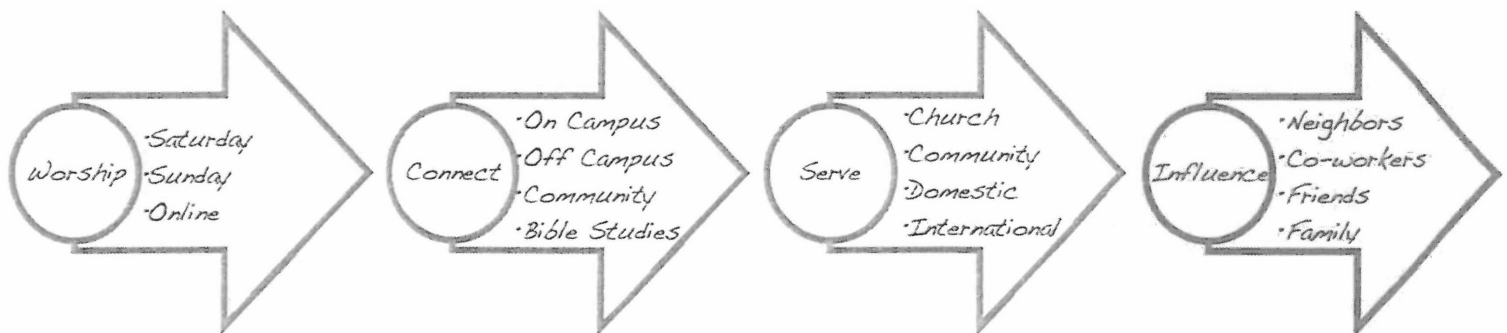 Worship
·Saturday
·Sunday
·Online
Connect
·On Campus
·Off Campus
·Community
·Bible Studies
Serve
·Church
·Community
·Domestic
·International
Influence
·Neighbors
·Co-workers
·Friends
·Family